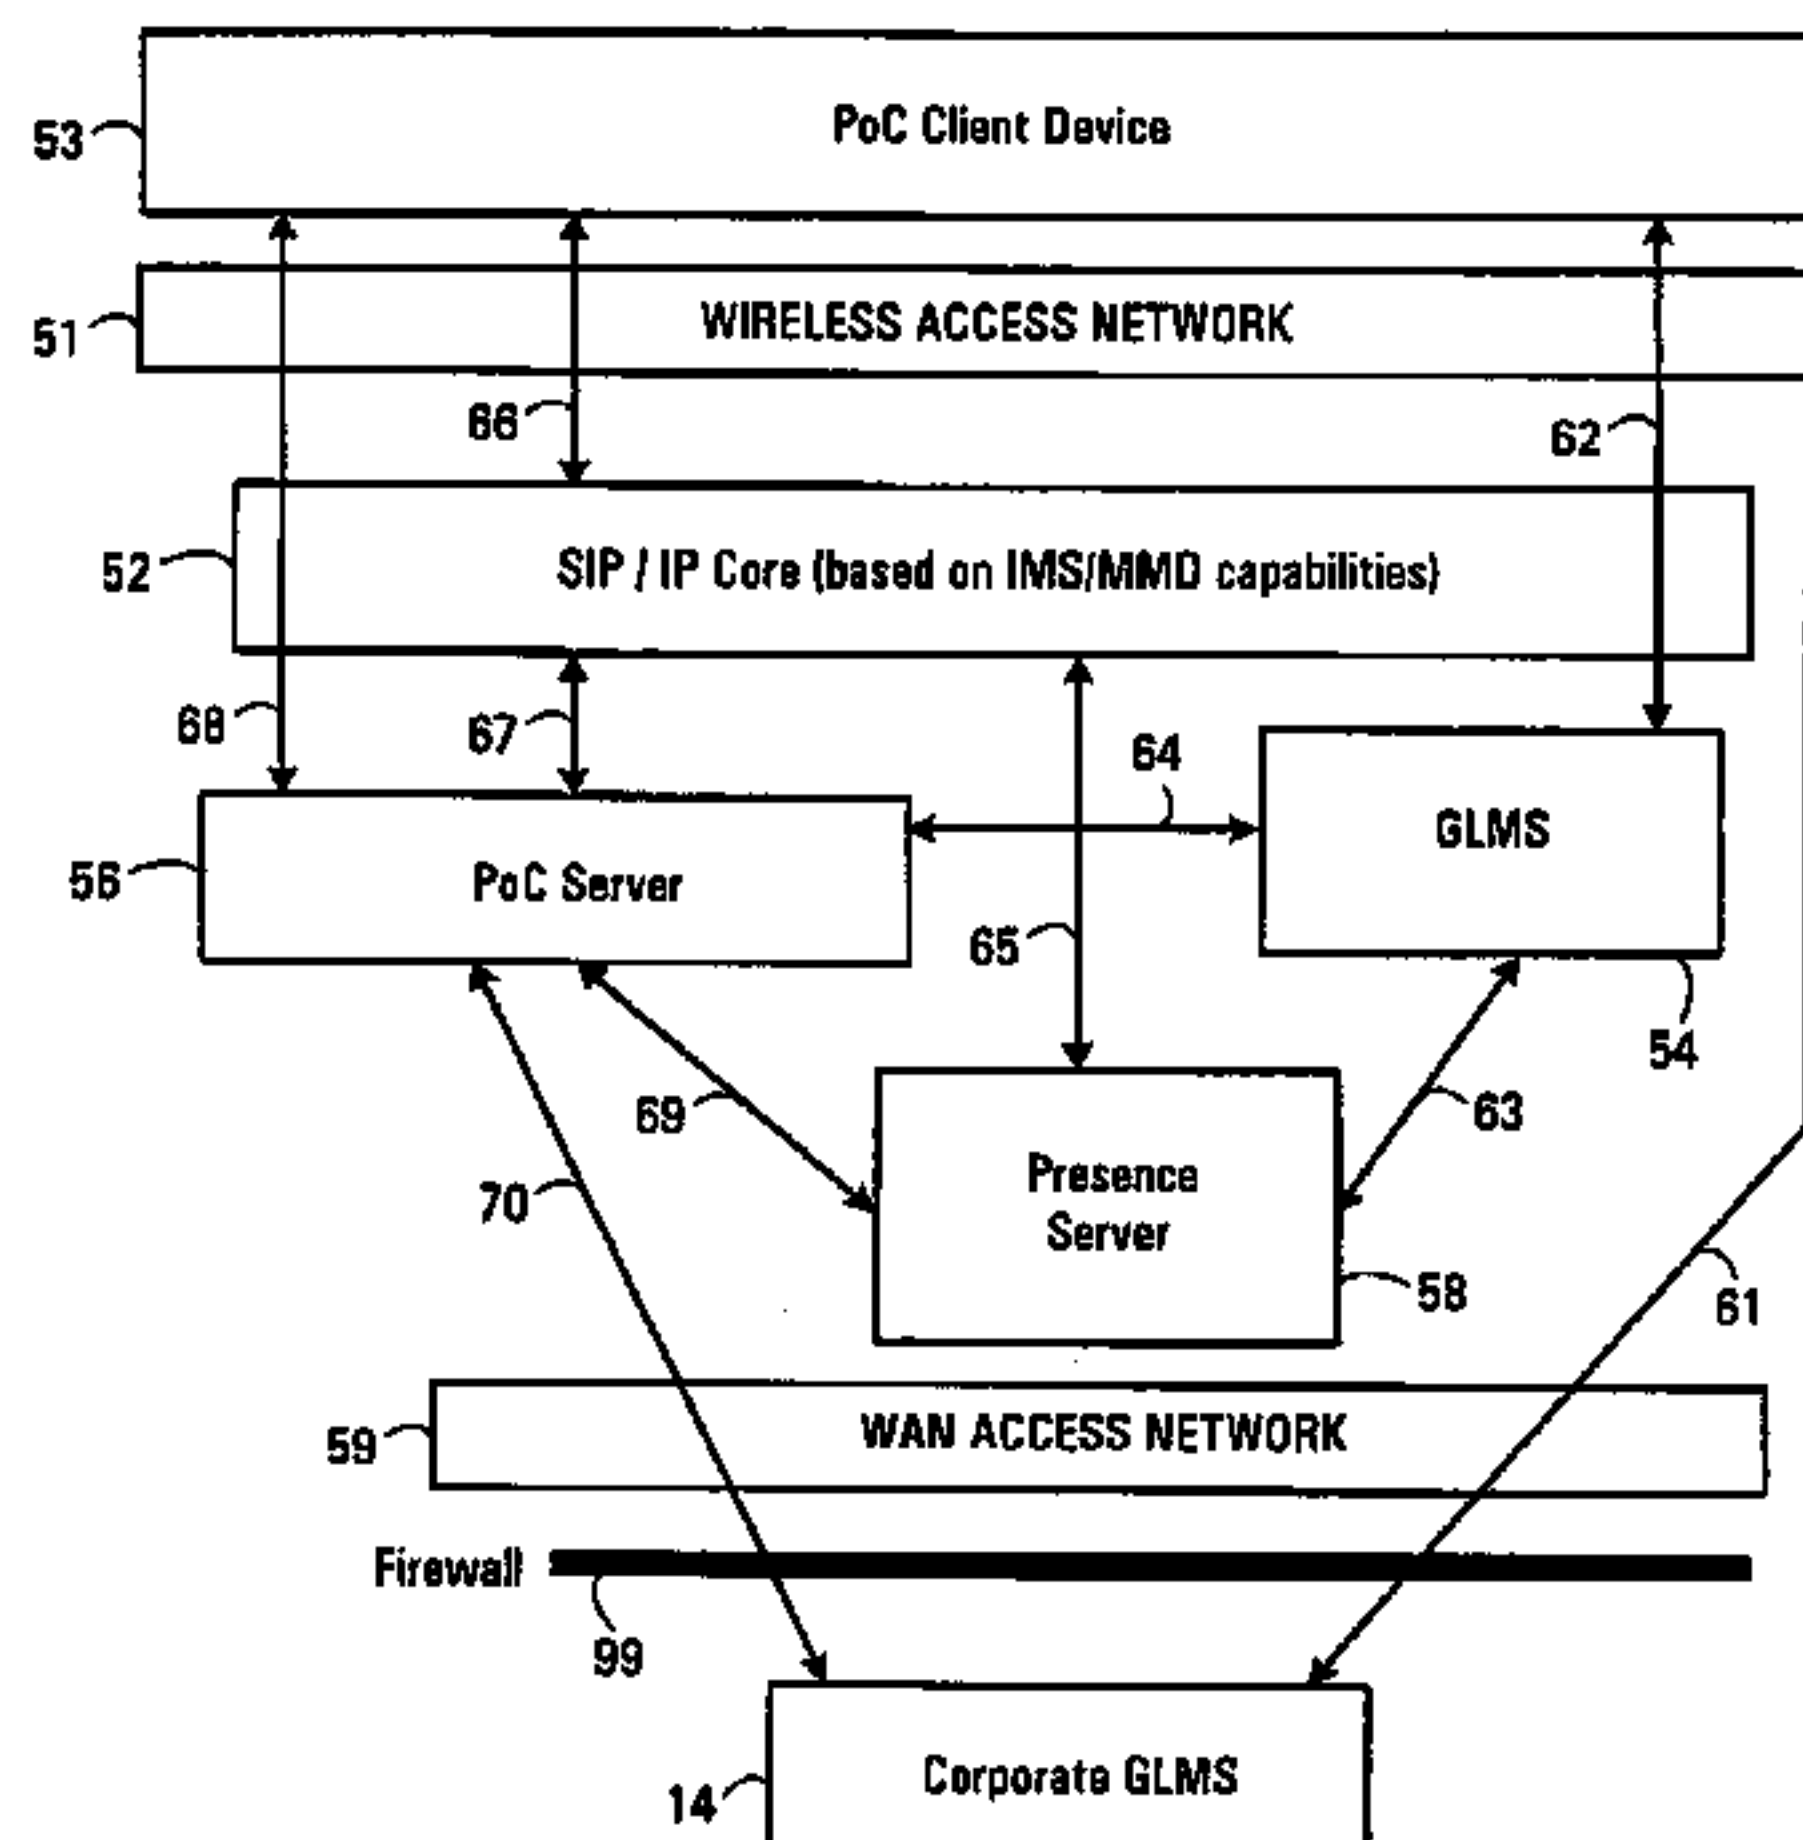 PoC Client Device
53
WIRELESS ACCESS NETWORK
51
66
62
SIP / IP Core (based on IMS/MMD capabilities)
52
68
67
64
GLMS
PoC Server
56
65
54
69
63
Presence
Server
70
58
61
WAN ACCESS NETWORK
59
Firewall
99
Corporate GLMS
14